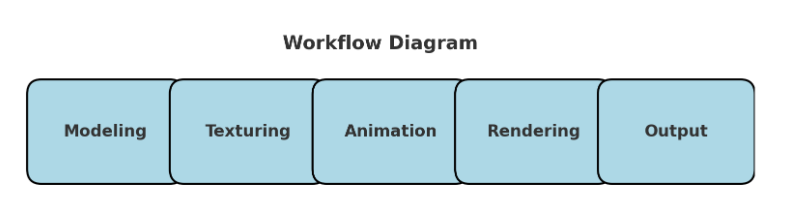 Workflow Diagram
Modeling Texturing Animation Rendering Output